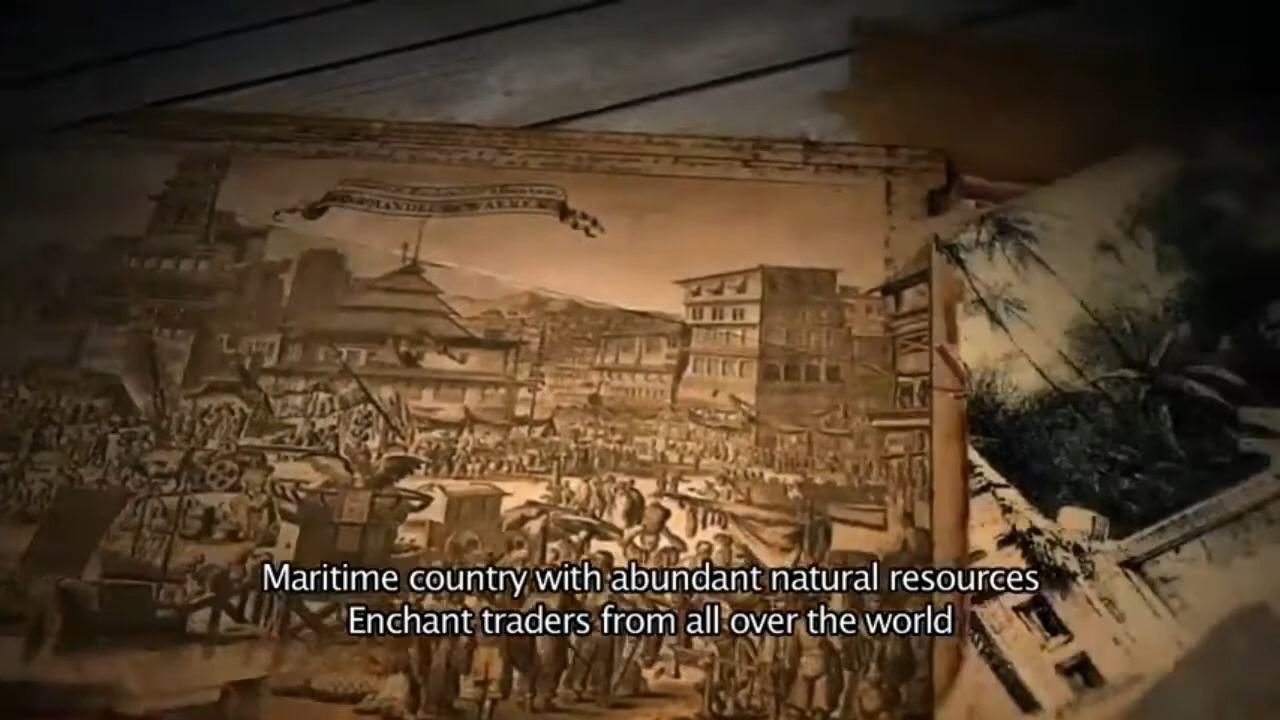 Maritime country with abundant natural resources
Enchant traders from all over the world